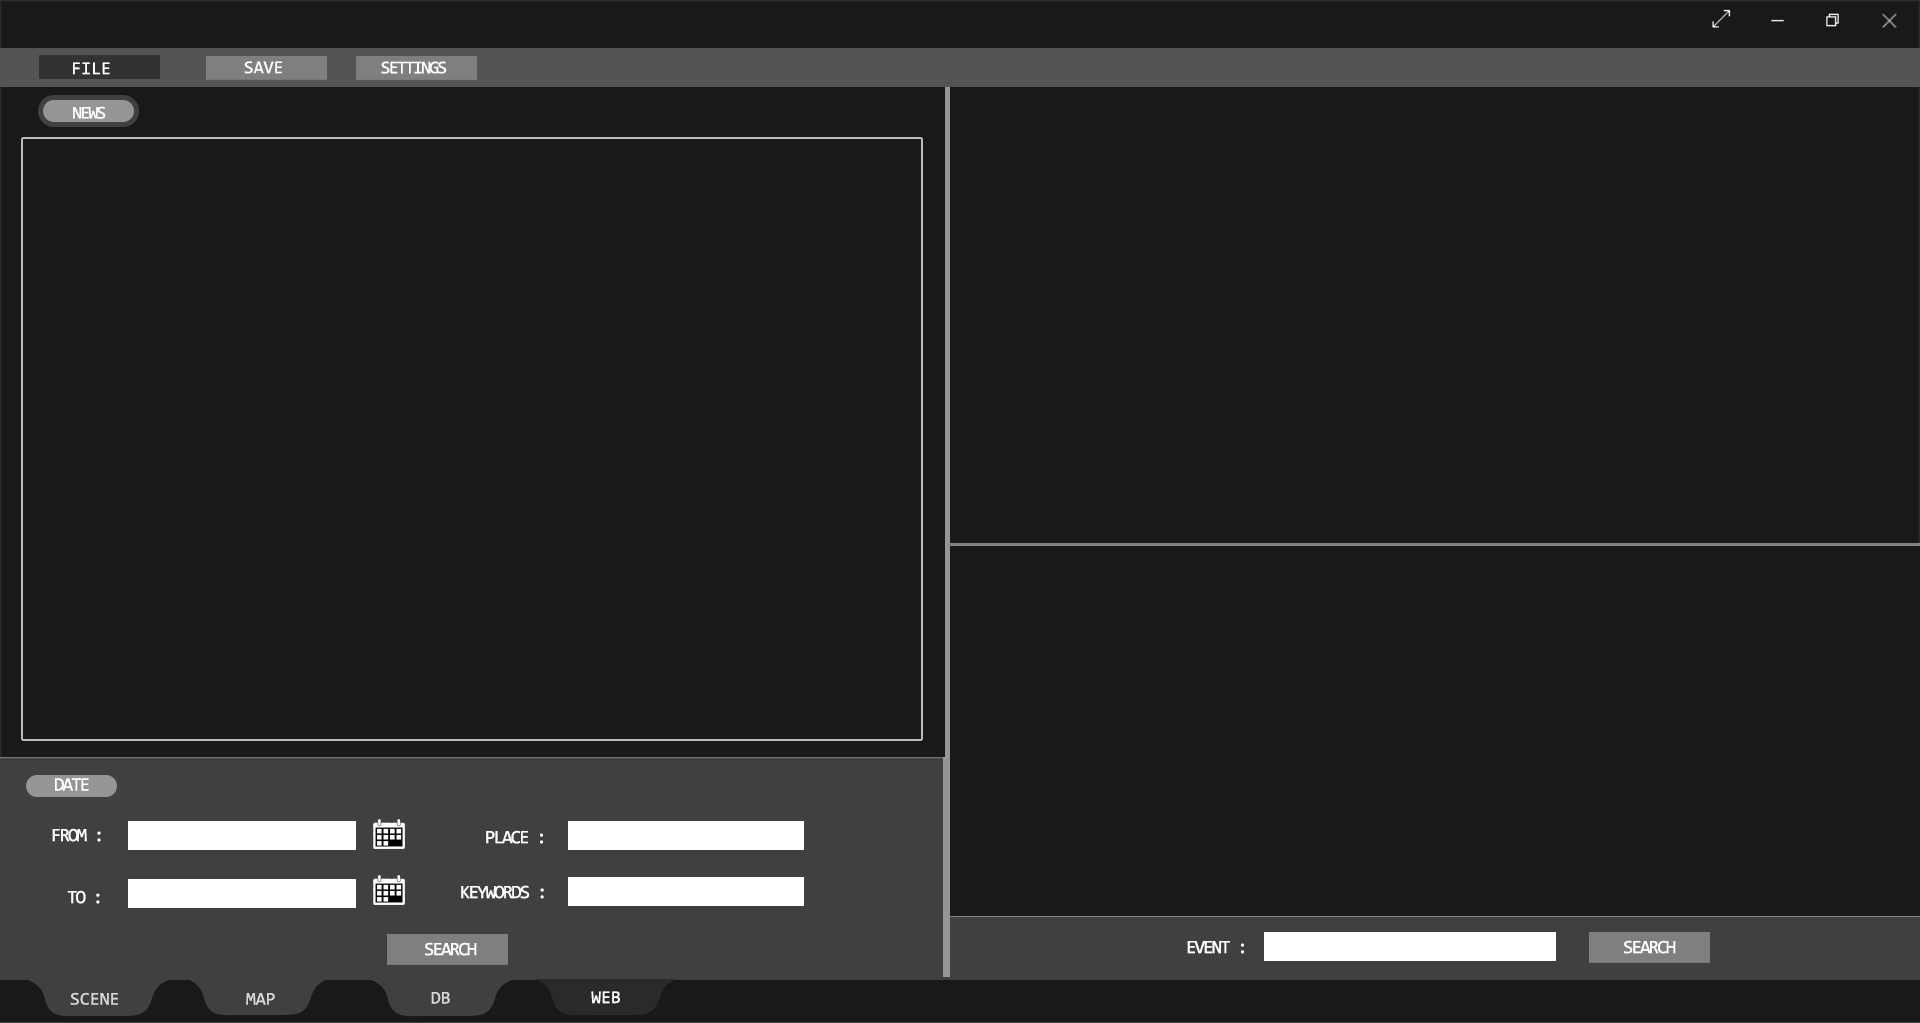 FILE SAVE SETTINGS
NEWS
DATE
FROM :
PLACE :
TO :
KEYWORDS :
SEARCH
EVENT :
SEARCH
SCENE MAP DB WEB